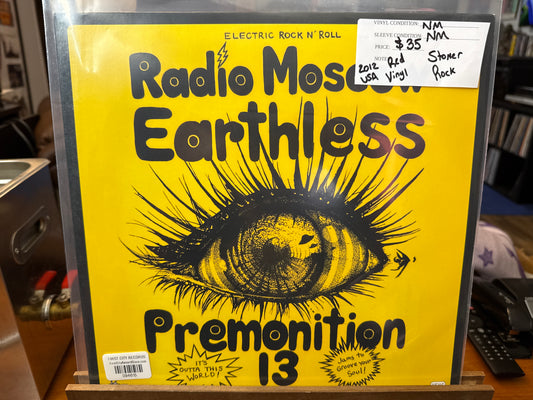 ELECTRIC ROCK N' ROLL
VINYL CONDITION: NM
SLEEVE CONDITION: NM
PRICE: $35
2012 Red Stoner
USA Vinyl Rock
Radio Moscow
Earthless
Premonition
13
IT'S
OUTTA THIS
WORLD!
Jams to
GROOVE YOUR
Soul!